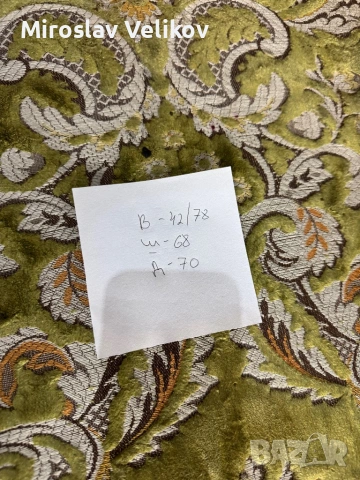 Miroslav Velikov
В - 42/78
ш - 68
Д - 70
BAZAR